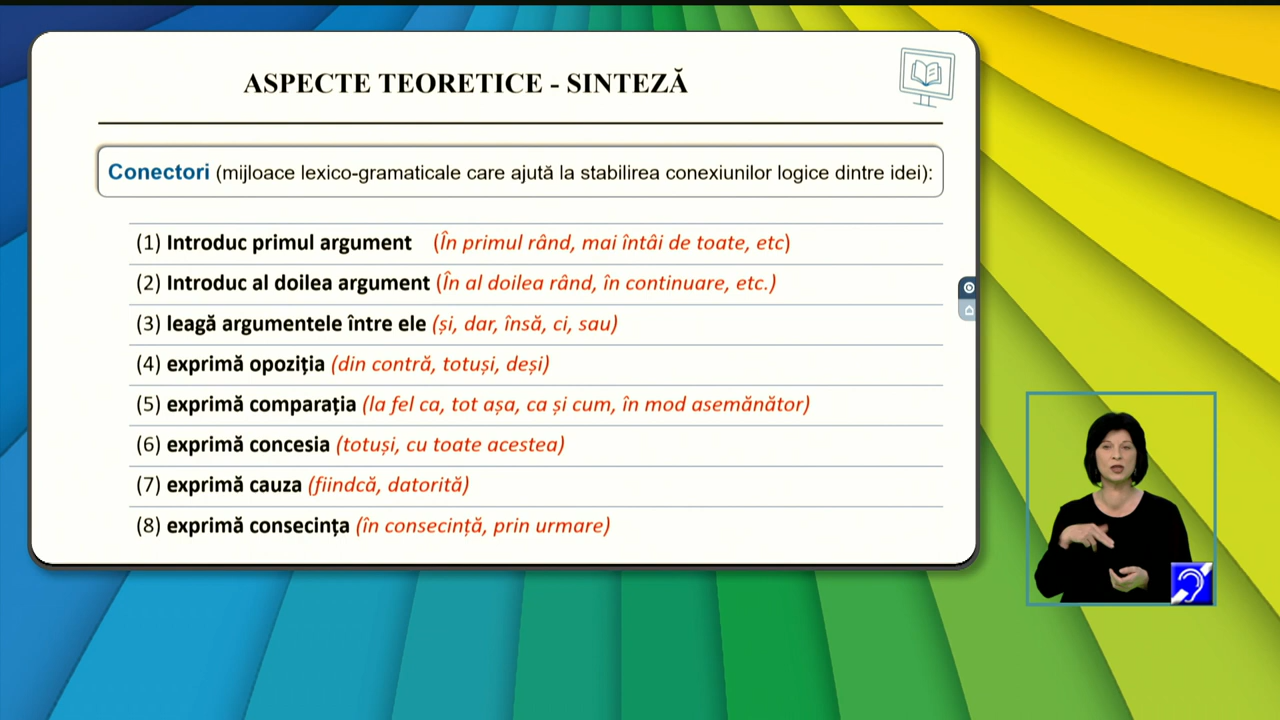 ASPECTE TEORETICE - SINTEZĂ
Conectori (mijloace lexico-gramaticale care ajută la stabilirea conexiunilor logice dintre idei):
(1) Introduc primul argument (În primul rând, mai întâi de toate, etc)
(2) Introduc al doilea argument (În al doilea rând, în continuare, etc.)
(3) leagă argumentele între ele (și, dar, însă, ci, sau)
(4) exprimă opoziția (din contră, totuși, deși)
(5) exprimă comparația (la fel ca, tot așa, ca și cum, în mod asemănător)
(6) exprimă concesia (totuși, cu toate acestea)
(7) exprimă cauza (fiindcă, datorită)
(8) exprimă consecința (în consecință, prin urmare)